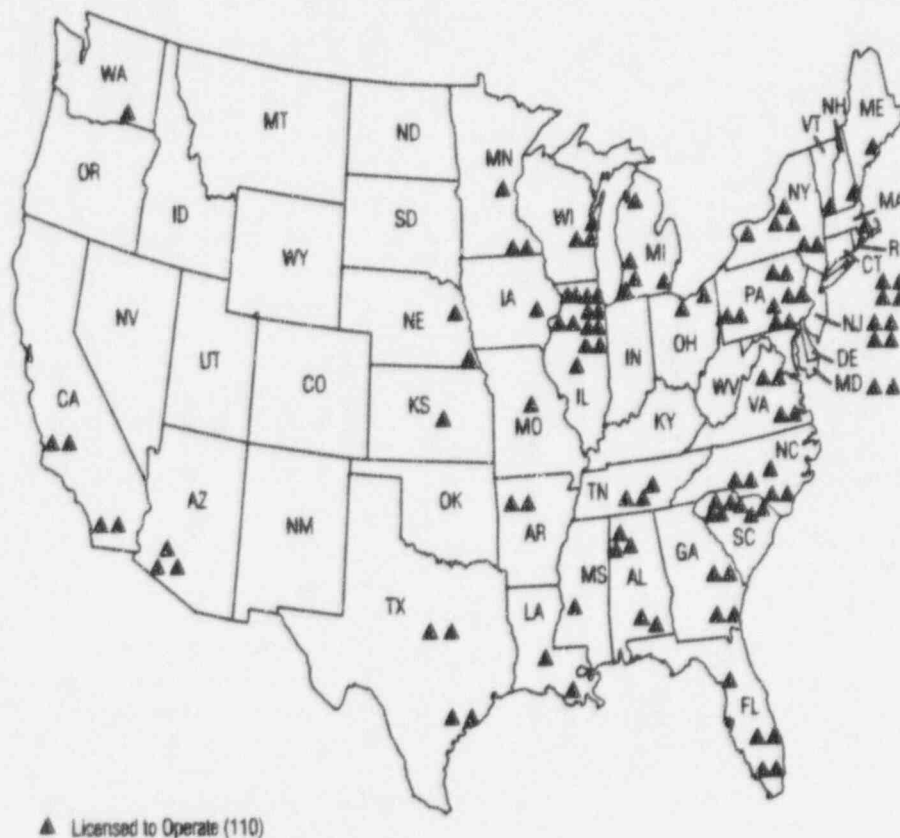 WA
MT
ND
MN
OR
ID
SD
WI
WY
MI
NH
VT
ME
NY
MA
R
CT
NV
UT
NE
IA
PA
NJ
CO
IL
IN
OH
DE
CA
KS
MO
WV
VA
MD
KY
AZ
NM
OK
AR
TN
NC
SC
TX
LA
MS
AL
GA
FL
Licensed to Operate (110)